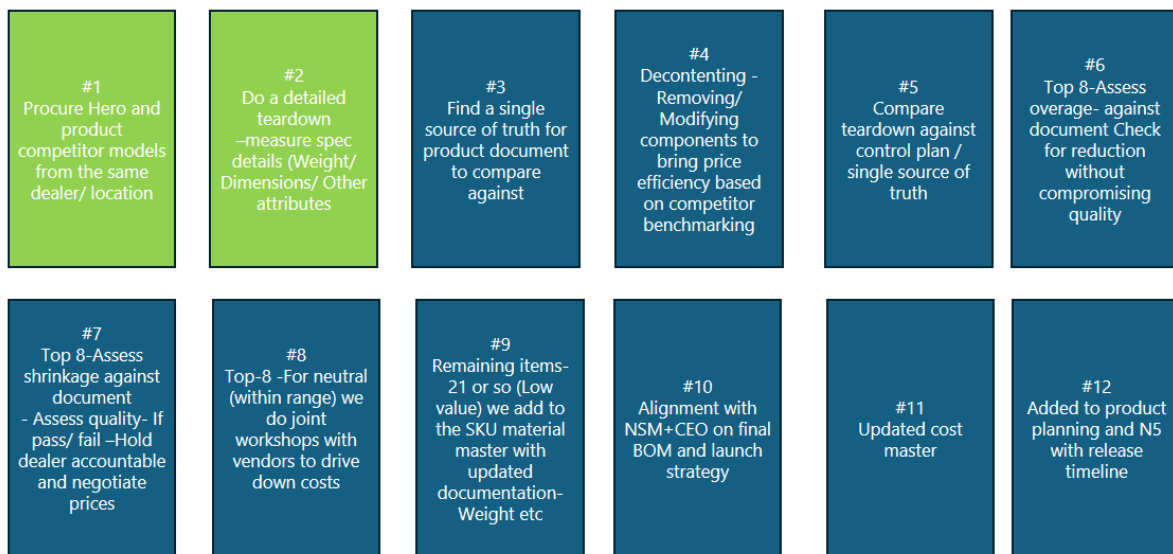 #1
Procure Hero and
product
competitor models
from the same
dealer/ location
#2
Do a detailed
teardown
–measure spec
details (Weight/
Dimensions/ Other
attributes
#3
Find a single
source of truth for
product document
to compare
against
#4
Decontenting -
Removing/
Modifying
components to
bring price
efficiency based
on competitor
benchmarking
#5
Compare
teardown against
control plan /
single source of
truth
#6
Top 8-Assess
overage- against
document Check
for reduction
without
compromising
quality
#7
Top 8-Assess
shrinkage against
document
- Assess quality- If
pass/ fail –Hold
dealer accountable
and negotiate
prices
#8
Top-8 -For neutral
(within range) we
do joint
workshops with
vendors to drive
down costs
#9
Remaining items-
21 or so (Low
value) we add to
the SKU material
master with
updated
documentation-
Weight etc
#10
Alignment with
NSM+CEO on final
BOM and launch
strategy
#11
Updated cost
master
#12
Added to product
planning and N5
with release
timeline